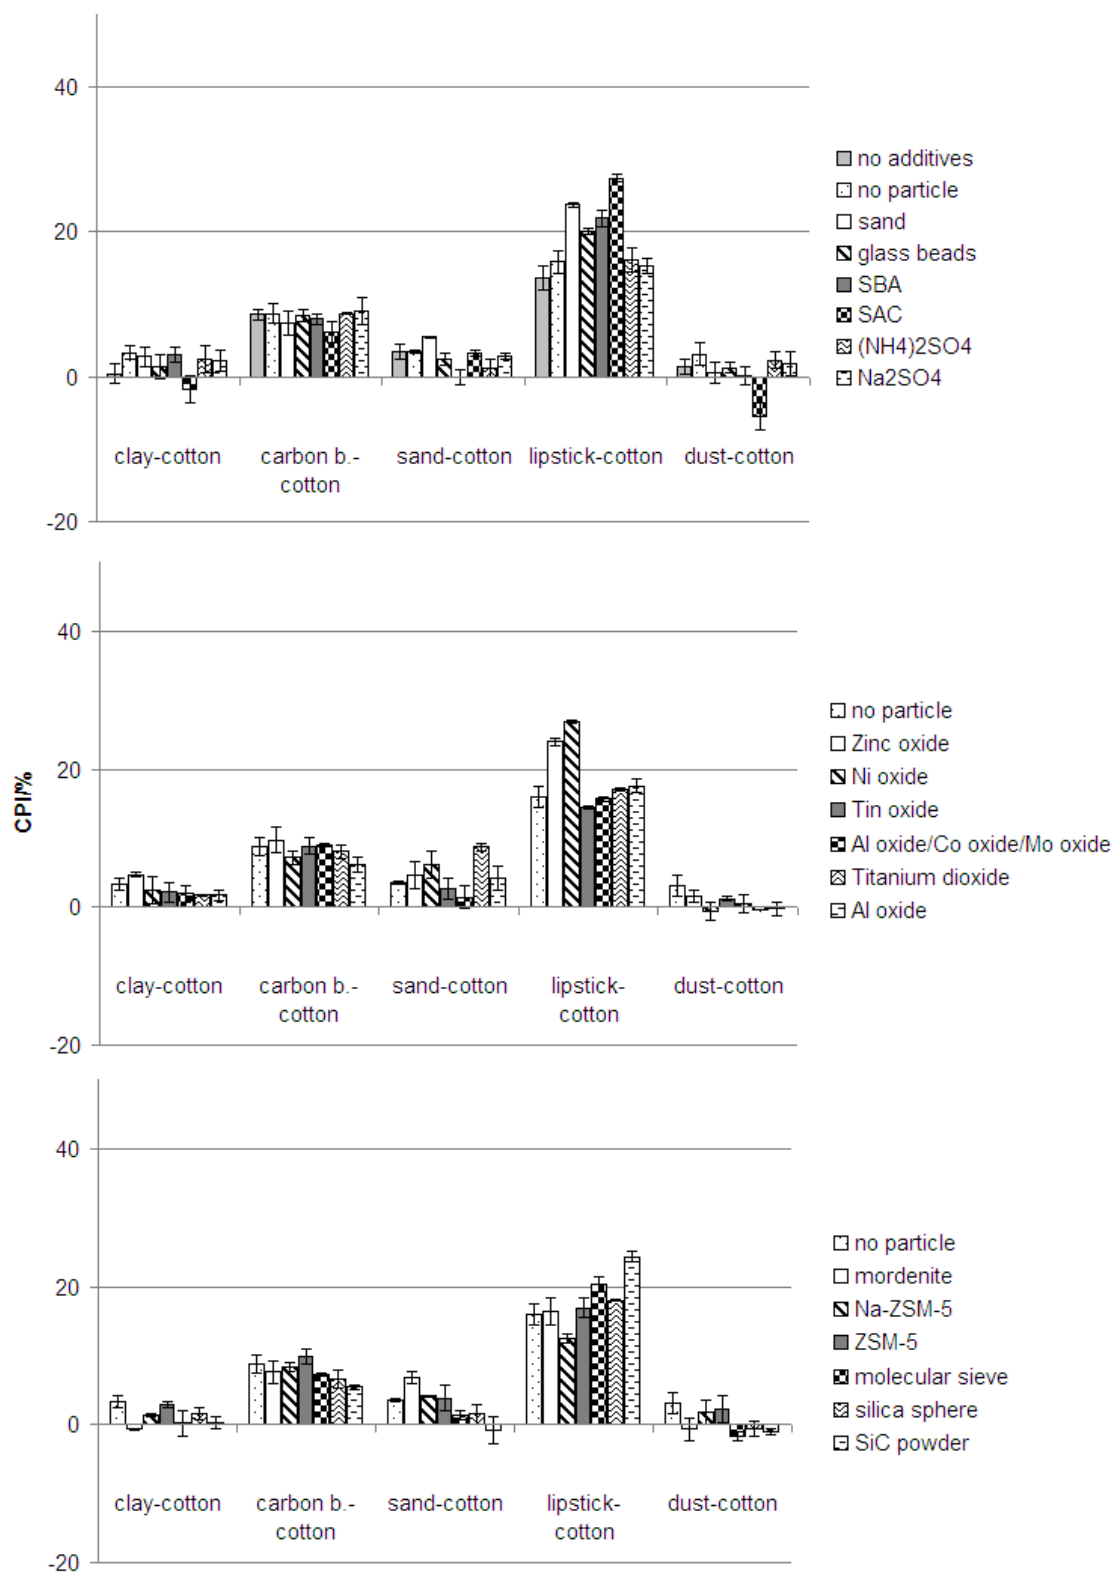 40
20
0
-20
clay-cotton
carbon b.-
cotton
sand-cotton
lipstick-cotton
dust-cotton
no additives
no particle
sand
glass beads
SBA
SAC
(NH4)2SO4
Na2SO4
CPI/%
40
20
0
-20
clay-cotton
carbon b.-
cotton
sand-cotton
lipstick-
cotton
dust-cotton
no particle
Zinc oxide
Ni oxide
Tin oxide
Al oxide/Co oxide/Mo oxide
Titanium dioxide
Al oxide
40
20
0
-20
clay-cotton
carbon b.-
cotton
sand-cotton
lipstick-
cotton
dust-cotton
no particle
mordenite
Na-ZSM-5
ZSM-5
molecular sieve
silica sphere
SiC powder